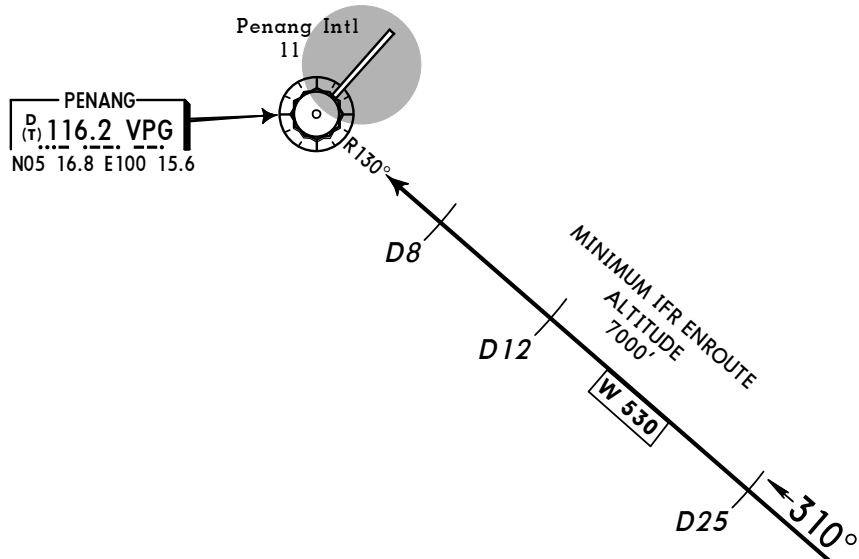 Penang Intl
11
PENANG
D
(T) 116.2 VPG
N05 16.8 E100 15.6
R130°
D8
MINIMUM IFR ENROUTE
ALTITUDE
7000'
D12
W 530
D25
310°